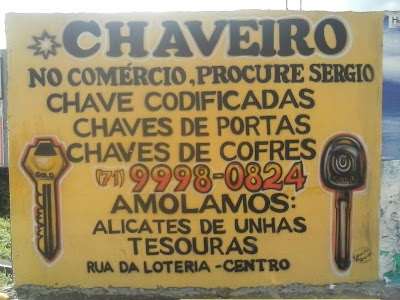 CHAVEIRO
NO COMÉRCIO, PROCURE SERGIO
CHAVE CODIFICADAS
CHAVES DE PORTAS
CHAVES DE COFRES
(71) 9998-0824
AMOLAMOS:
ALICATES DE UNHAS
TESOURAS
RUA DA LOTERIA - CENTRO
GOLD